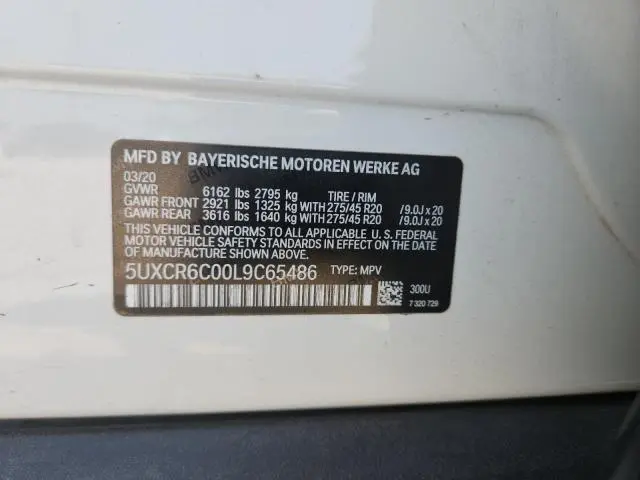 MFD BY BAYERISCHE MOTOREN WERKE AG
03/20
GVWR 6162 lbs 2795 kg TIRE / RIM
GAWR FRONT 2921 lbs 1325 kg WITH 275/45 R20 /9.0J x 20
GAWR REAR 3616 lbs 1640 kg WITH 275/45 R20 /9.0J x 20
THIS VEHICLE CONFORMS TO ALL APPLICABLE U. S. FEDERAL
MOTOR VEHICLE SAFETY STANDARDS IN EFFECT ON THE
DATE OF MANUFACTURE SHOWN ABOVE.
5UXCR6C00L9C65486 TYPE: MPV
300U
7 320 729